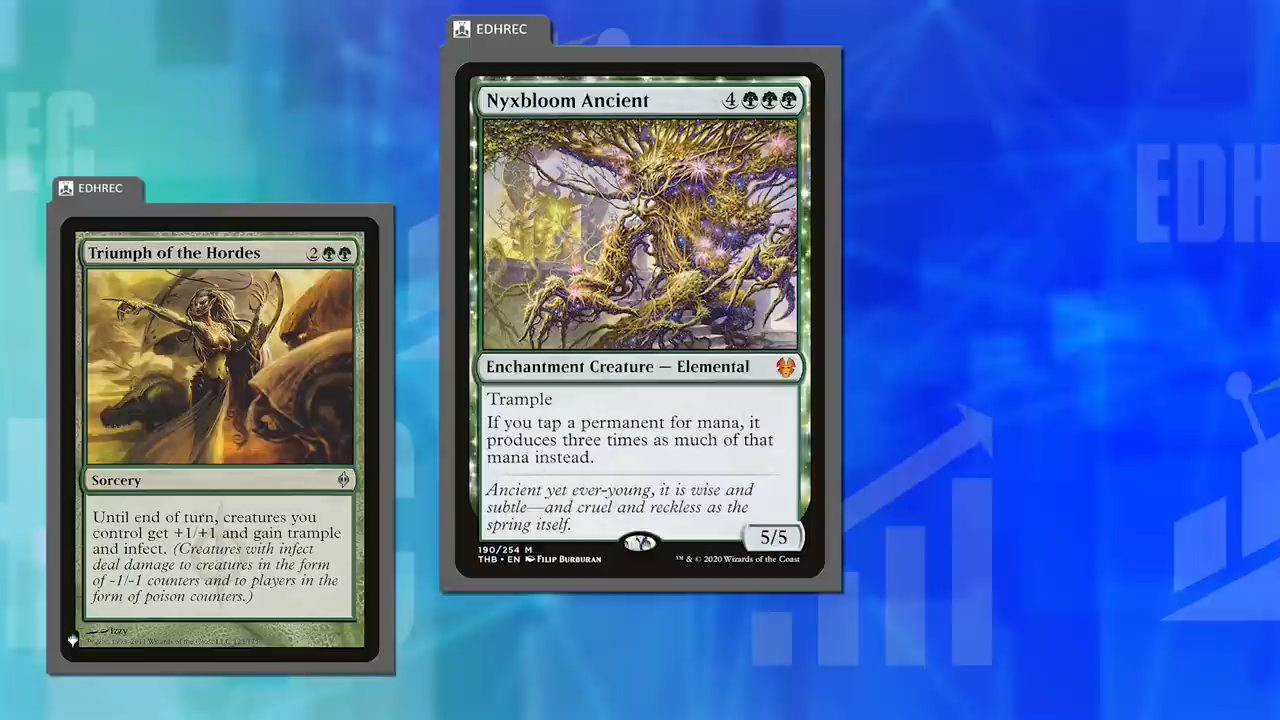 EDHREC
Triumph of the Hordes 2
Sorcery
Until end of turn, creatures you
control get +1/+1 and gain trample
and infect. (Creatures with infect
deal damage to creatures in the form
of -1/-1 counters and to players in the
form of poison counters.)
Izzy
EDHREC
Nyxbloom Ancient 4
Enchantment Creature — Elemental
Trample
If you tap a permanent for mana, it
produces three times as much of that
mana instead.
Ancient yet ever-young, it is wise and
subtle—and cruel and reckless as the
spring itself.
5/5
190/254 M
THB • EN Filip Burburan
™ & © 2020 Wizards of the Coast
EC
EDH